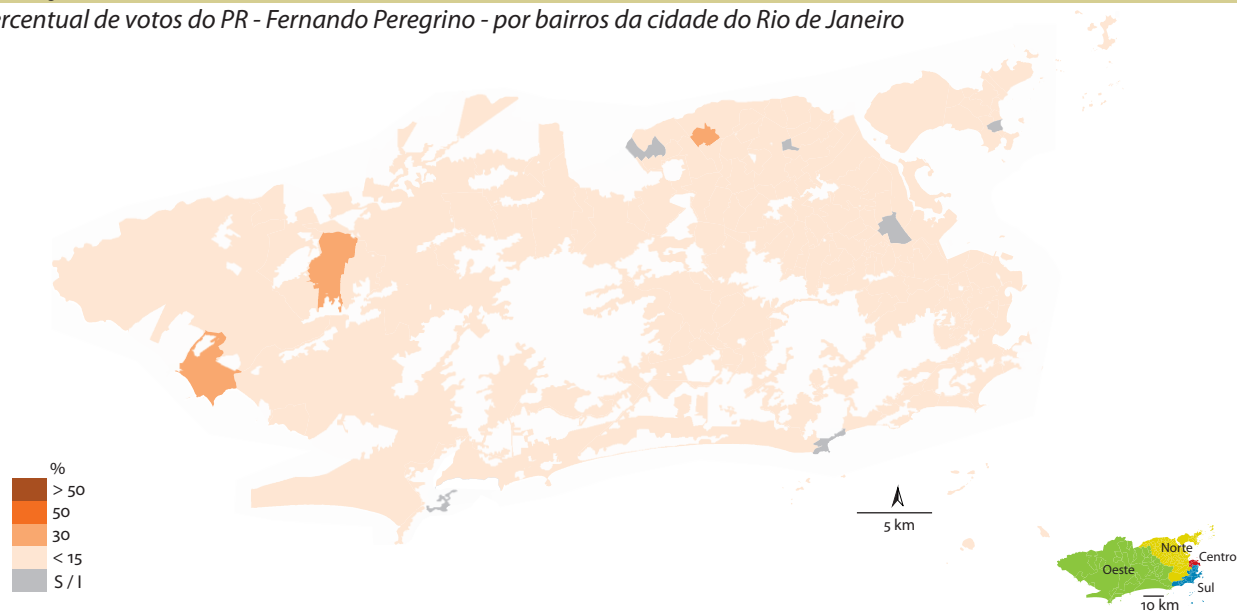 ercentual de votos do PR - Fernando Peregrino - por bairros da cidade do Rio de Janeiro
%
> 50
50
30
< 15
S / I
5 km
Norte
Centro
Oeste
Sul
10 km